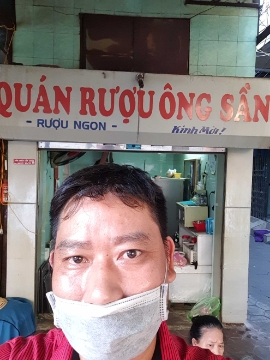 QUÁN RƯỢU ÔNG SẦN
- RƯỢU NGON -
Kính Mời!